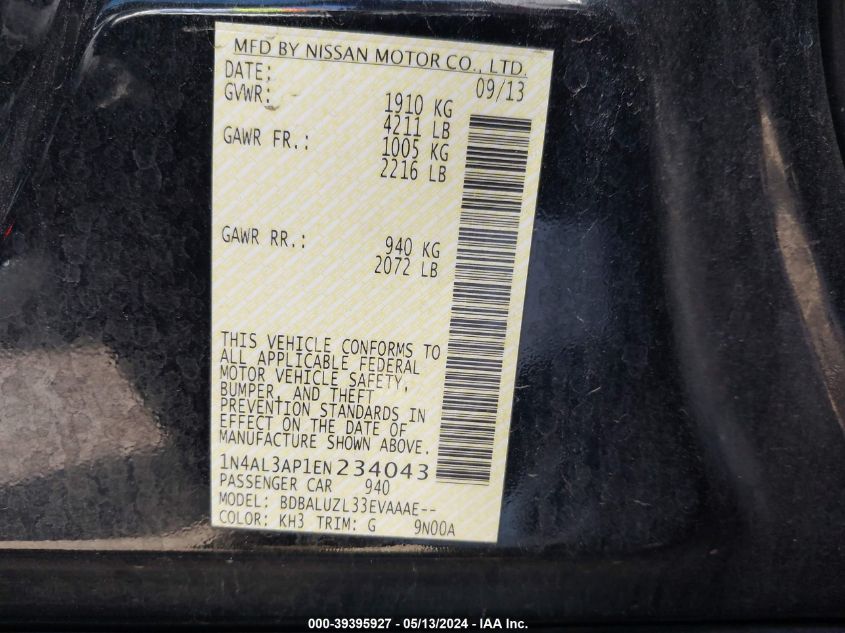 MFD BY NISSAN MOTOR CO., LTD.
DATE: 09/13
GVWR: 1910 KG
4211 LB
GAWR FR.: 1005 KG
2216 LB
GAWR RR.: 940 KG
2072 LB
THIS VEHICLE CONFORMS TO
ALL APPLICABLE FEDERAL
MOTOR VEHICLE SAFETY,
BUMPER, AND THEFT
PREVENTION STANDARDS IN
EFFECT ON THE DATE OF
MANUFACTURE SHOWN ABOVE.
1N4AL3AP1EN234043
PASSENGER CAR 940
MODEL: BDBALUZL33EVAAAE--
COLOR: KH3 TRIM: G 9N00A
000-39395927 - 05/13/2024 - IAA Inc.